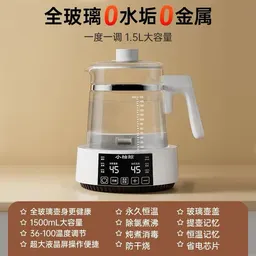 全玻璃0水垢0金属
一度一调 1.5L大容量
45 45
全玻璃壶身更健康 永久恒温 玻璃壶盖
1500ml大容量 除氯煮沸 提壶记忆
36-100温度调节 炖煮消毒 恒温记忆
超大液晶屏操作便捷 防干烧 省电芯片